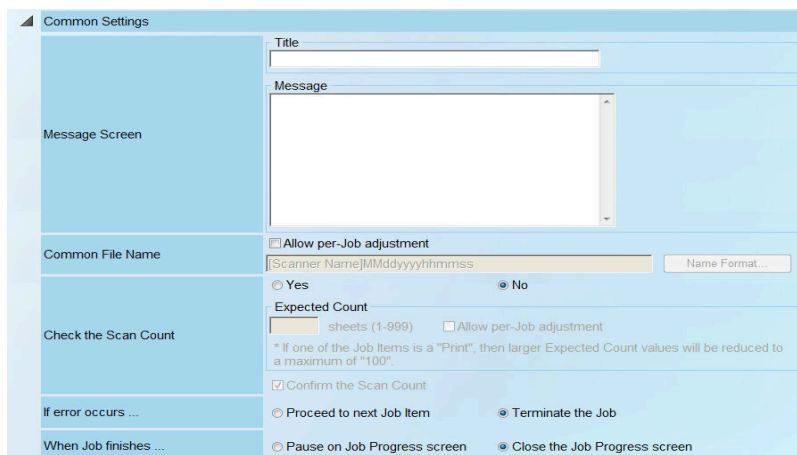 Common Settings
Title
Message
Message Screen
Allow per-Job adjustment
Common File Name
[Scanner Name]MMddyyyyhhmmss
Name Format...
Yes No
Expected Count
Check the Scan Count
sheets (1-999) Allow per-Job adjustment
* If one of the Job Items is a "Print", then larger Expected Count values will be reduced to
a maximum of "100".
Confirm the Scan Count
If error occurs ... Proceed to next Job Item Terminate the Job
When Job finishes ... Pause on Job Progress screen Close the Job Progress screen